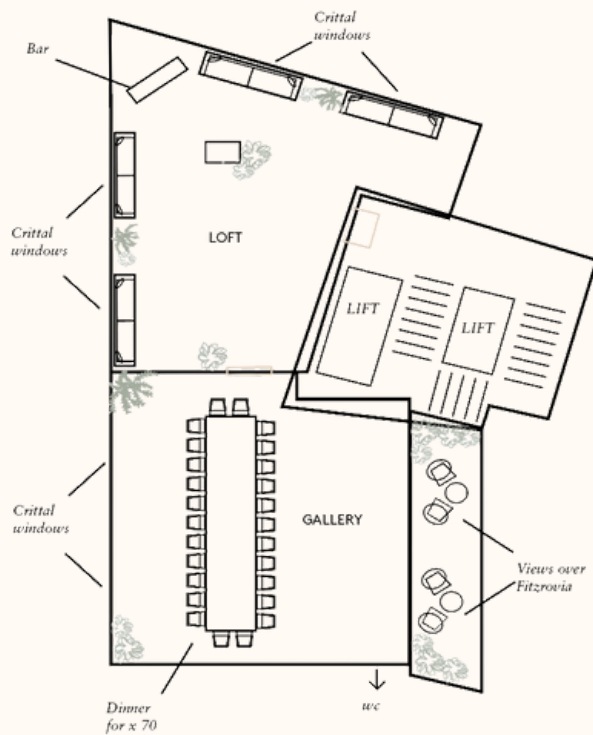 Crittal
windows
Bar
Crittal
windows
LOFT
LIFT
LIFT
Crittal
windows
GALLERY
Views over
Fitzrovia
Dinner
for x 70
wc